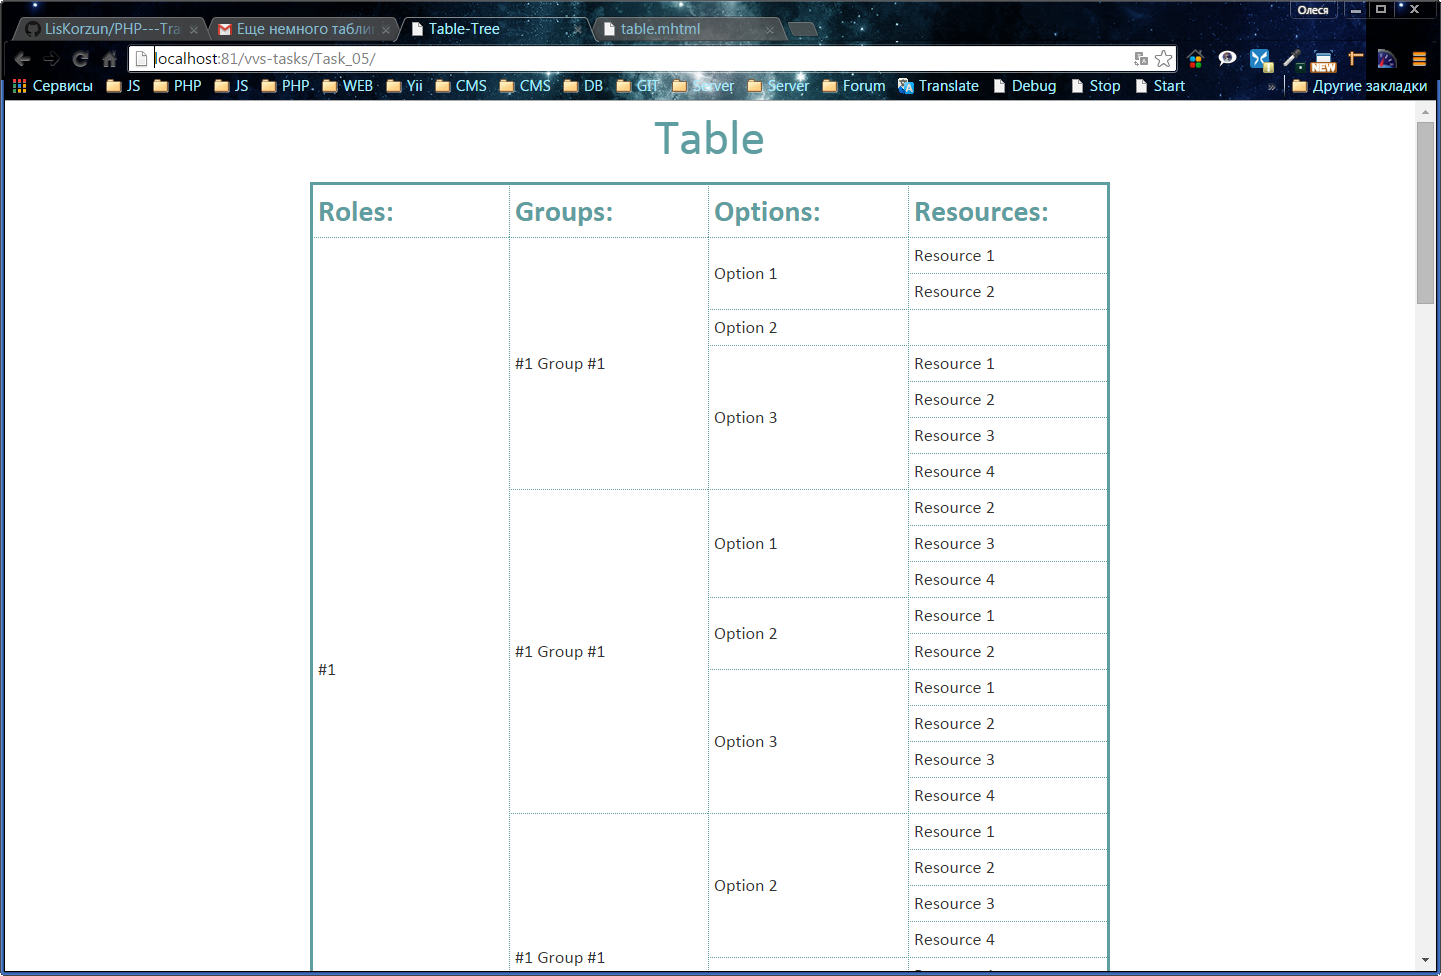 Олеся
LisKorzun/PHP---Tra
Еще немного табли
Table-Tree
table.mhtml
localhost:81/vvs-tasks/Task_05/
NEW
Сервисы JS PHP JS PHP WEB Yii CMS CMS DB GIT Server Server Forum Translate Debug Stop Start » Другие закладки
Table
Roles: Groups: Options: Resources:
#1
#1 Group #1
Option 1
Resource 1
Resource 2
Option 2
Option 3
Resource 1
Resource 2
Resource 3
Resource 4
#1 Group #1
Option 1
Resource 2
Resource 3
Resource 4
Option 2
Resource 1
Resource 2
Option 3
Resource 1
Resource 2
Resource 3
Resource 4
#1 Group #1
Option 2
Resource 1
Resource 2
Resource 3
Resource 4